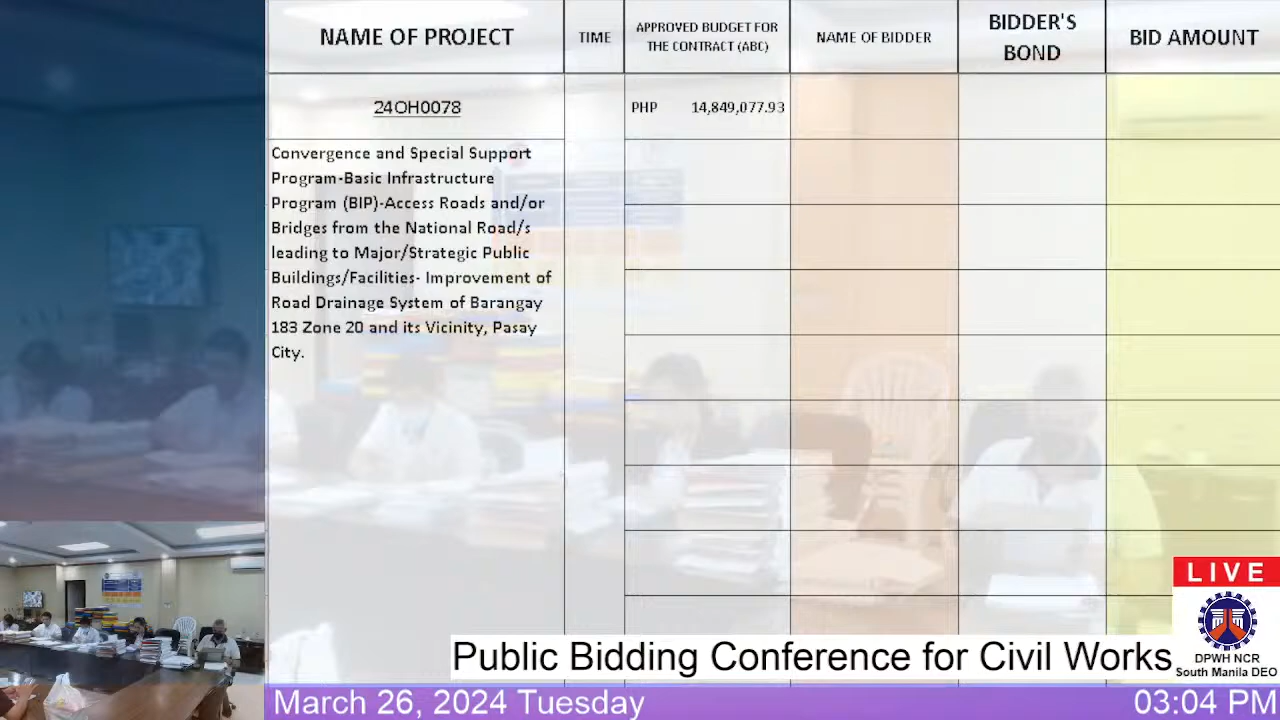 NAME OF PROJECT
TIME
APPROVED BUDGET FOR
THE CONTRACT (ABC)
NAME OF BIDDER
BIDDER'S
BOND
BID AMOUNT
24OH0078
PHP 14,849,077.93
Convergence and Special Support
Program-Basic Infrastructure
Program (BIP)-Access Roads and/or
Bridges from the National Road/s
leading to Major/Strategic Public
Buildings/Facilities- Improvement of
Road Drainage System of Barangay
183 Zone 20 and its Vicinity, Pasay
City.
LIVE
Public Bidding Conference for Civil Works
DPWH NCR
South Manila DEO
March 26, 2024 Tuesday
03:04 PM